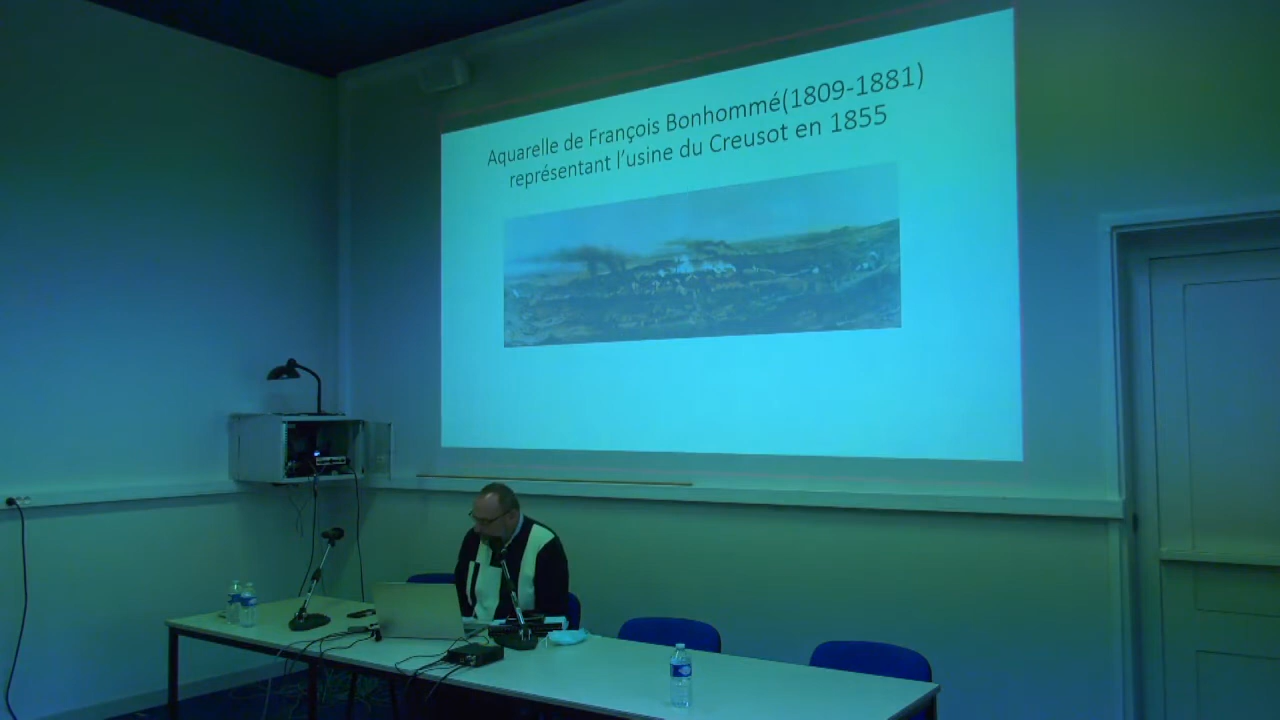 Aquarelle de François Bonhommé(1809-1881)
représentant l'usine du Creusot en 1855